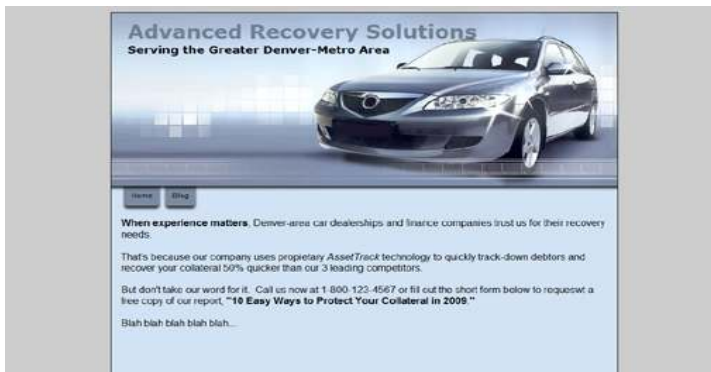 Advanced Recovery Solutions
Serving the Greater Denver-Metro Area
Home Blog
When experience matters, Denver-area car dealerships and finance companies trust us for their recovery
needs.
That's because our company uses propietary AssetTrack technology to quickly track-down debtors and
recover your collateral 50% quicker than our 3 leading competitors.
But don't take our word for it. Call us now at 1-800-123-4567 or fill out the short form below to requeswt a
free copy of our report, "10 Easy Ways to Protect Your Collateral in 2009."
Blah blah blah blah blah...